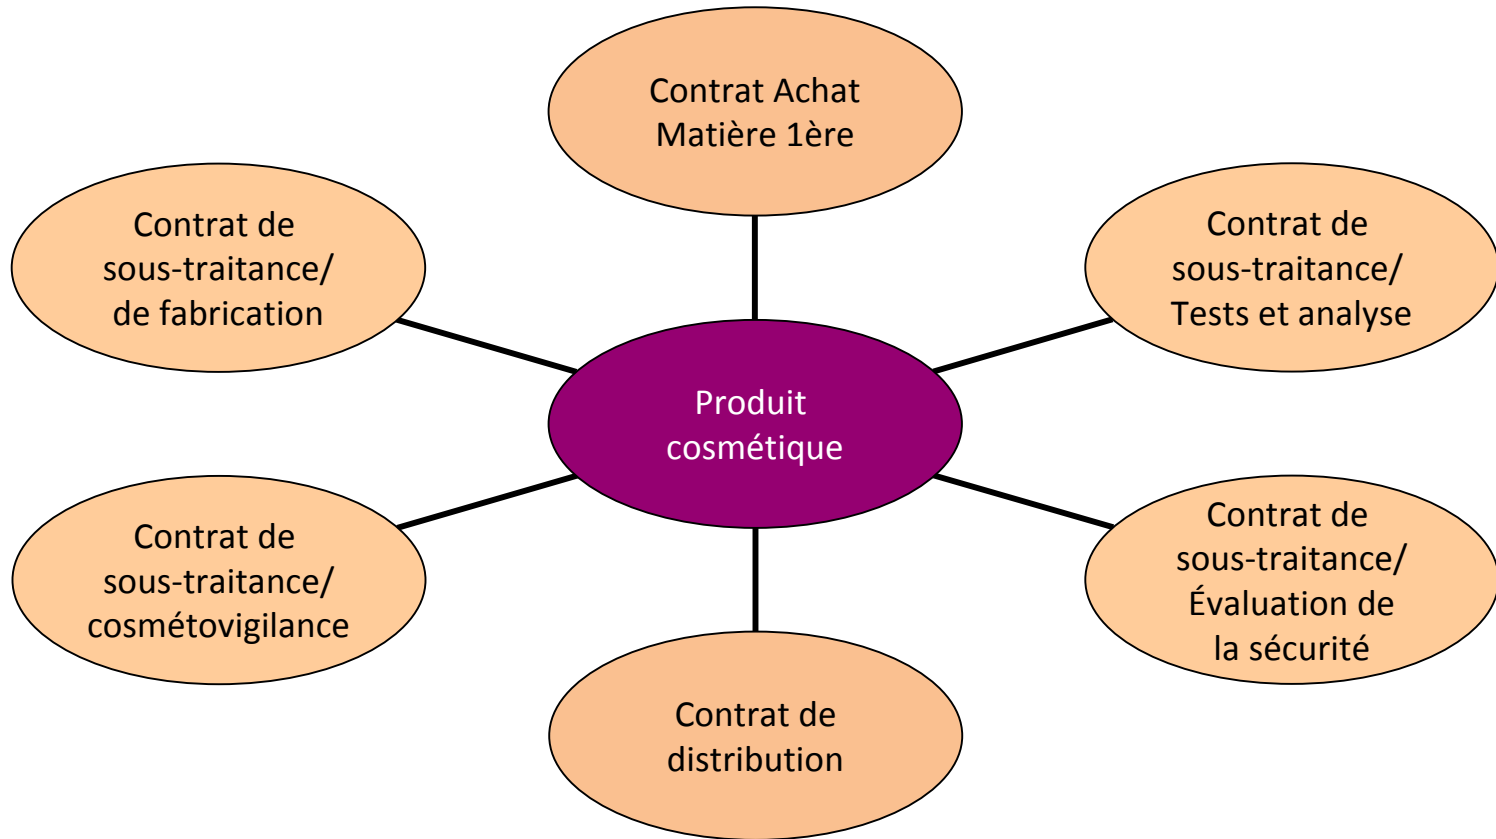 Contrat Achat
Matière 1ère
Contrat de
sous-traitance/
de fabrication
Contrat de
sous-traitance/
Tests et analyse
Produit
cosmétique
Contrat de
sous-traitance/
cosmétovigilance
Contrat de
sous-traitance/
Évaluation de
la sécurité
Contrat de
distribution